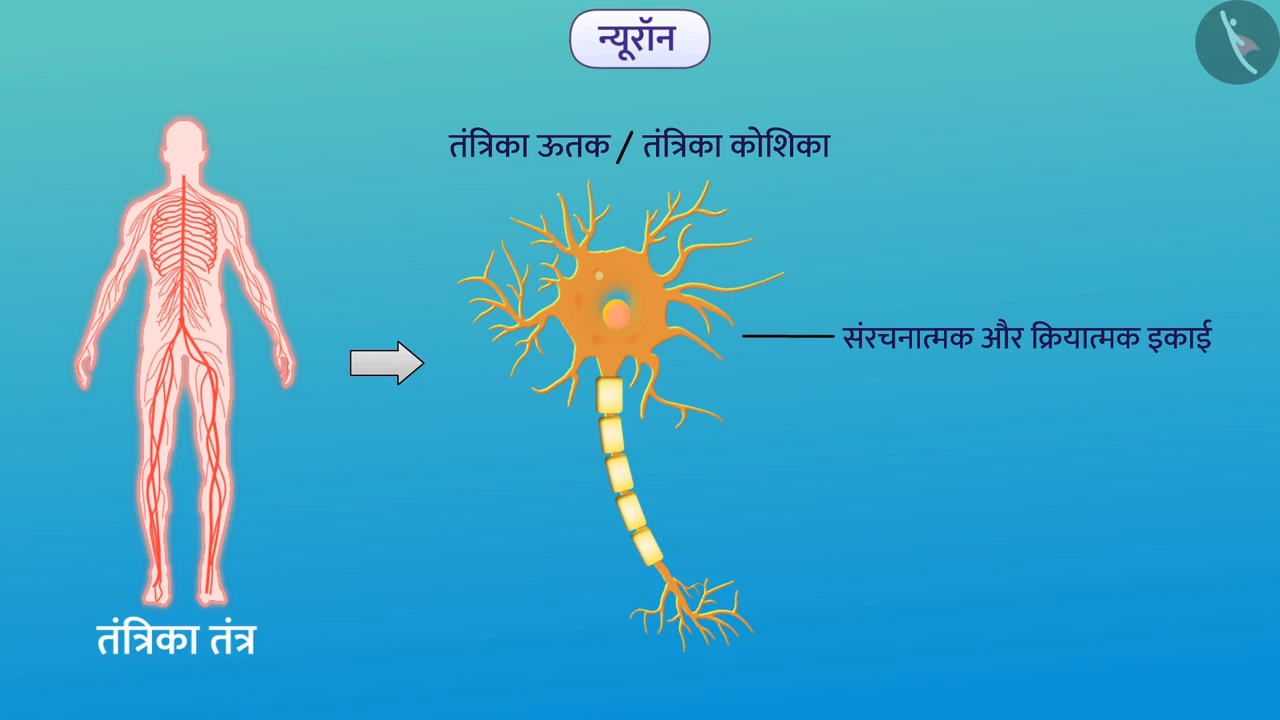 न्यूरॉन
तंत्रिका ऊतक / तंत्रिका कोशिका
संरचनात्मक और क्रियात्मक इकाई
तंत्रिका तंत्र